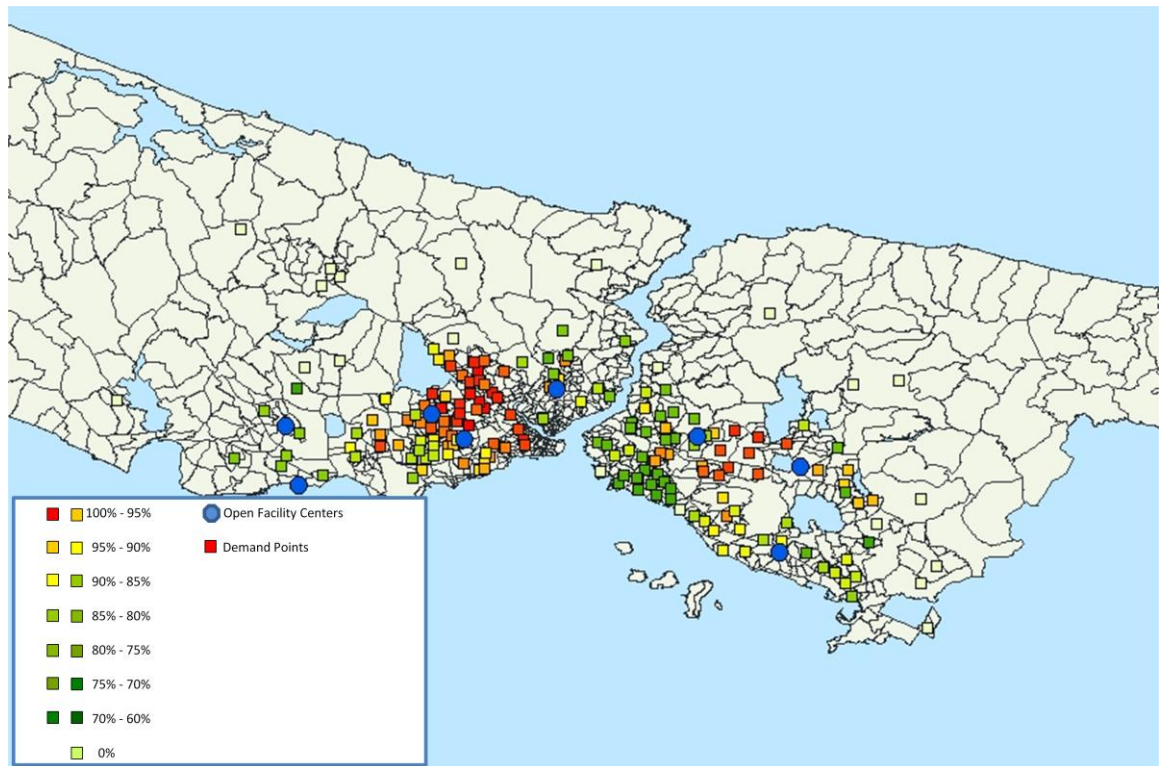 100% - 95%
Open Facility Centers
95% - 90%
Demand Points
90% - 85%
85% - 80%
80% - 75%
75% - 70%
70% - 60%
0%